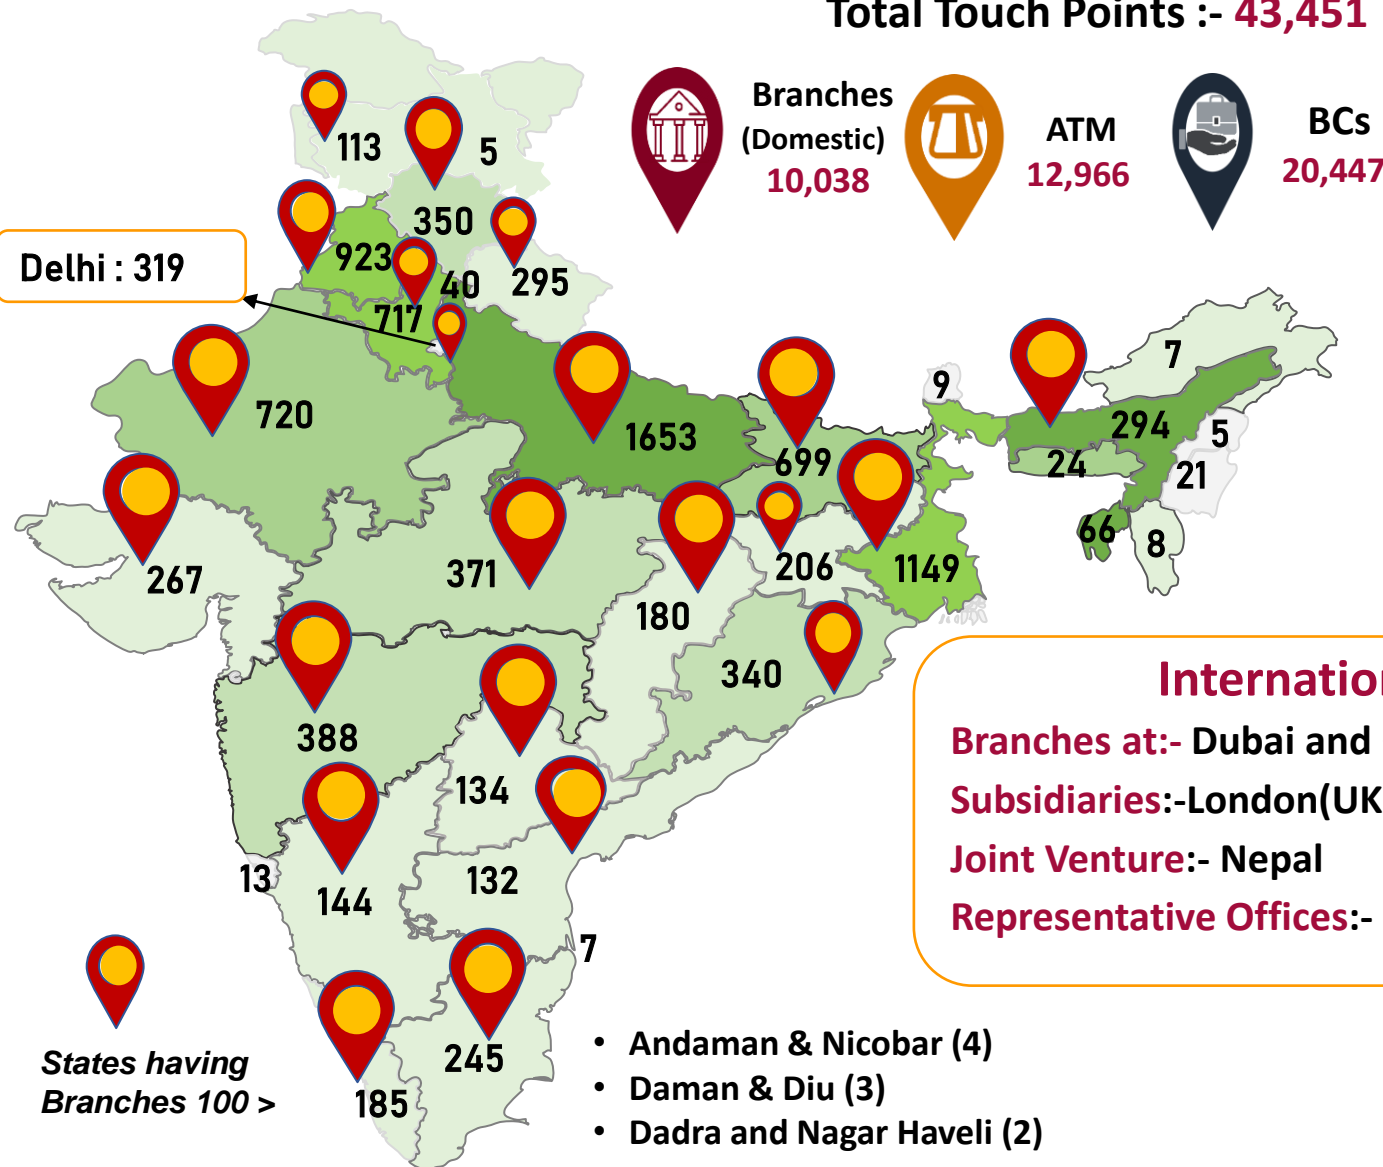 Total Touch Points :- 43,451
Branches
(Domestic)
10,038
ATM
12,966
BCs
20,447
113
5
350
923
40
295
Delhi : 319
717
720
1653
699
9
7
294
5
24
21
66
8
267
371
206
1149
180
340
388
134
13
144
132
7
245
185
Internation
Branches at:- Dubai and
Subsidiaries:-London(UK
Joint Venture:- Nepal
Representative Offices:-
States having
Branches 100 >
• Andaman & Nicobar (4)
• Daman & Diu (3)
• Dadra and Nagar Haveli (2)